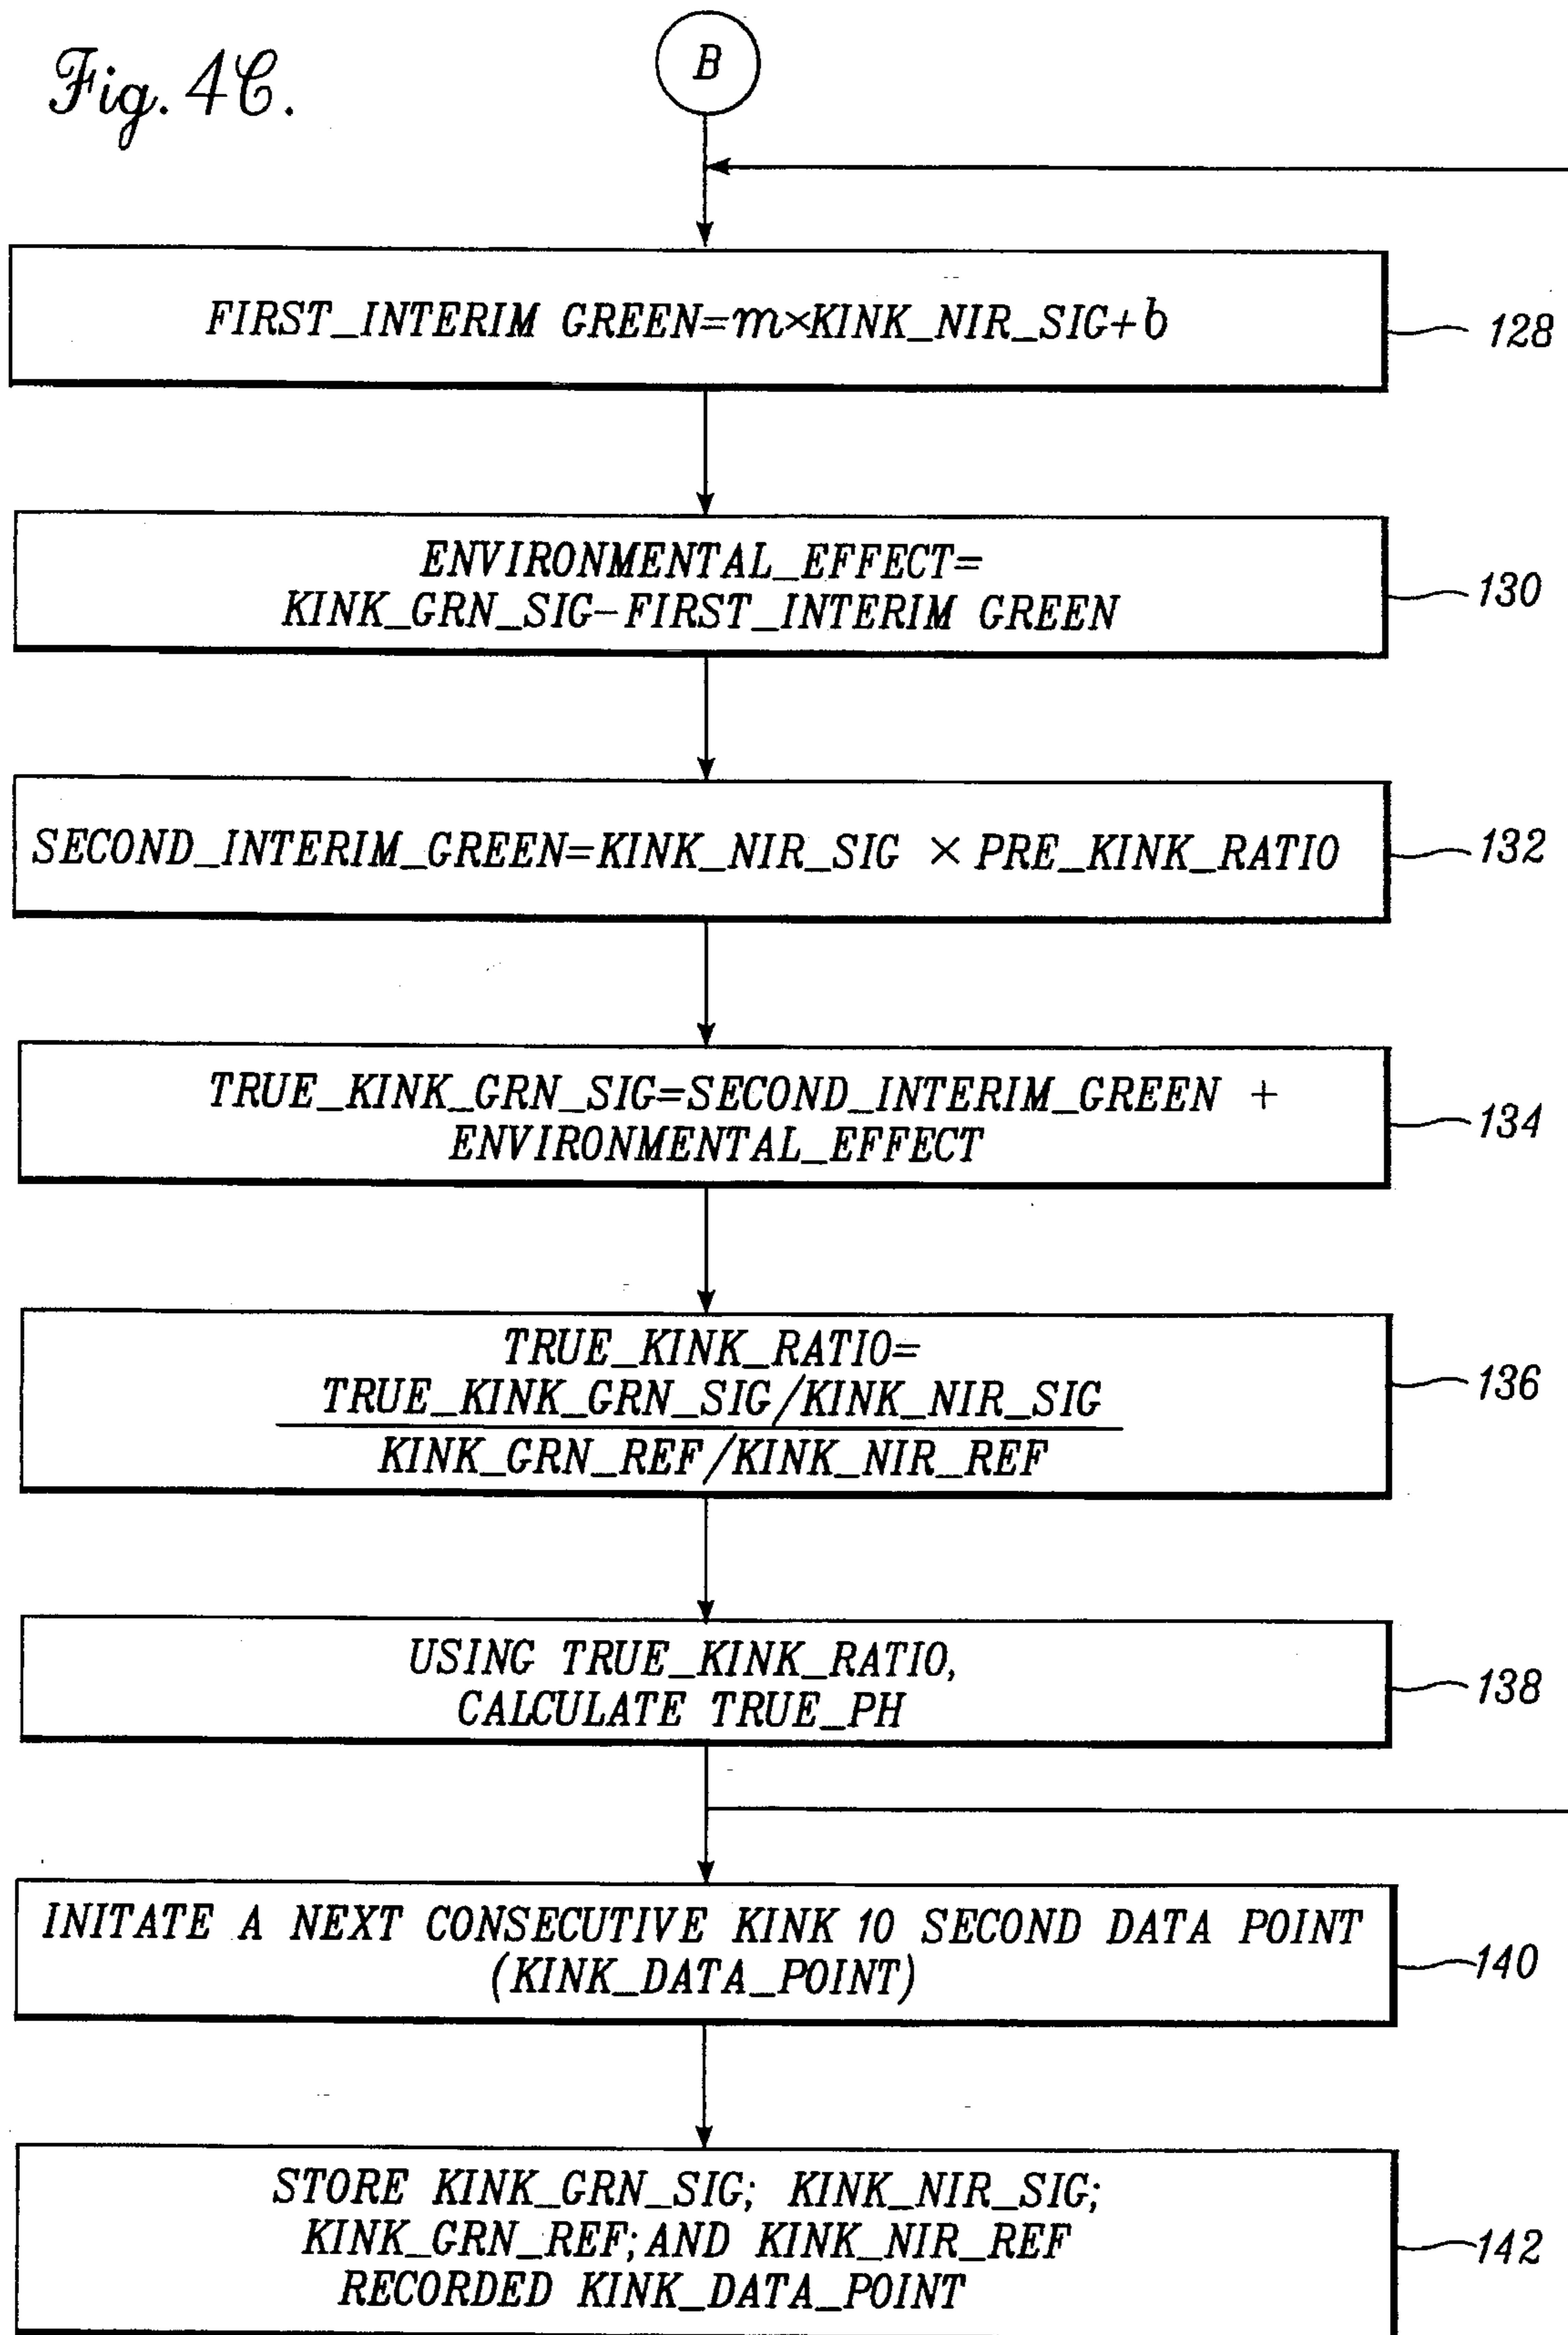 Fig. 4C.
B
FIRST_INTERIM GREEN=m×KINK_NIR_SIG+b
128
ENVIRONMENTAL_EFFECT=
KINK_GRN_SIG-FIRST_INTERIM GREEN
130
SECOND_INTERIM_GREEN=KINK_NIR_SIG × PRE_KINK_RATIO
132
TRUE_KINK_GRN_SIG=SECOND_INTERIM_GREEN +
ENVIRONMENTAL_EFFECT
134
TRUE_KINK_RATIO=
TRUE_KINK_GRN_SIG/KINK_NIR_SIG
KINK_GRN_REF/KINK_NIR_REF
136
USING TRUE_KINK_RATIO,
CALCULATE TRUE_PH
138
INITATE A NEXT CONSECUTIVE KINK 10 SECOND DATA POINT
(KINK_DATA_POINT)
140
STORE KINK_GRN_SIG; KINK_NIR_SIG;
KINK_GRN_REF; AND KINK_NIR_REF
RECORDED KINK_DATA_POINT
142